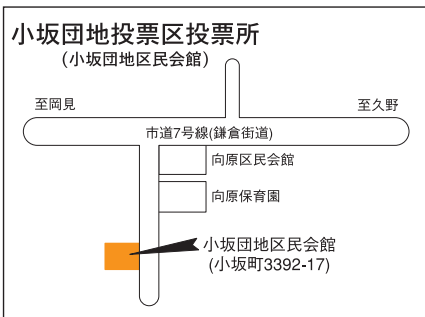 小坂団地投票区投票所
(小坂団地区民会館)
至岡見
至久野
市道7号線(鎌倉街道)
向原区民会館
向原保育園
小坂団地区民会館
(小坂町3392-17)